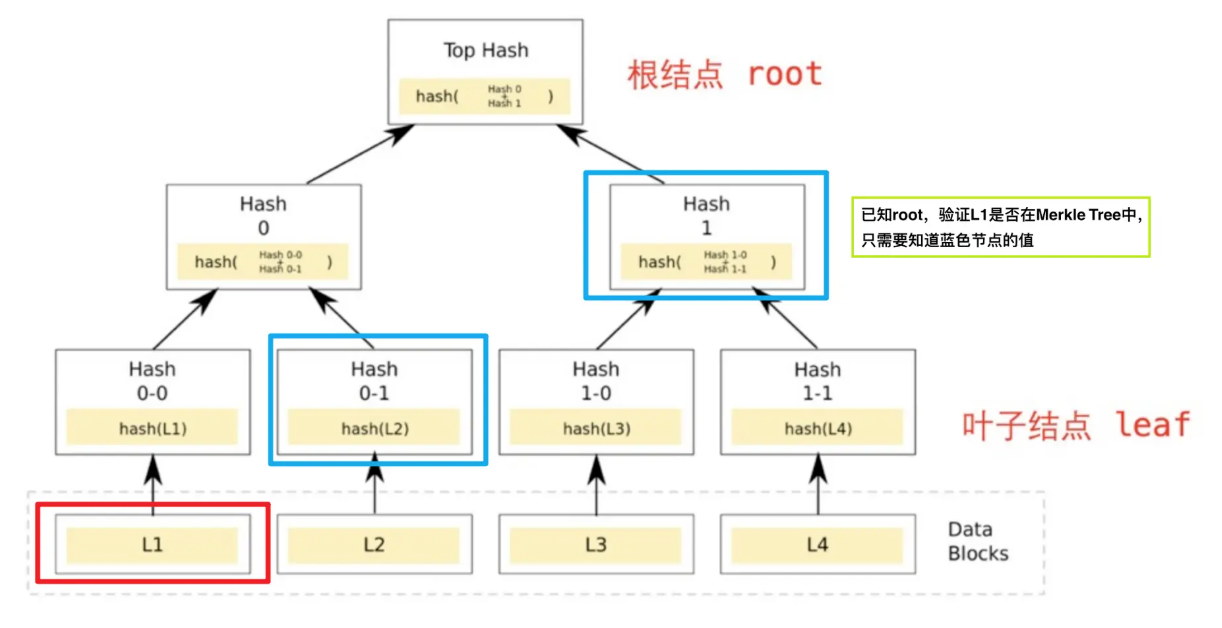 Top Hash
hash( Hash 0 + Hash 1 )
根结点 root
Hash
0
hash( Hash 0-0 + Hash 0-1 )
Hash
1
hash( Hash 1-0 + Hash 1-1 )
已知root，验证L1是否在Merkle Tree中，
只需要知道蓝色节点的值
Hash
0-0
hash(L1)
Hash
0-1
hash(L2)
Hash
1-0
hash(L3)
Hash
1-1
hash(L4)
叶子结点 leaf
L1
L2
L3
L4
Data
Blocks